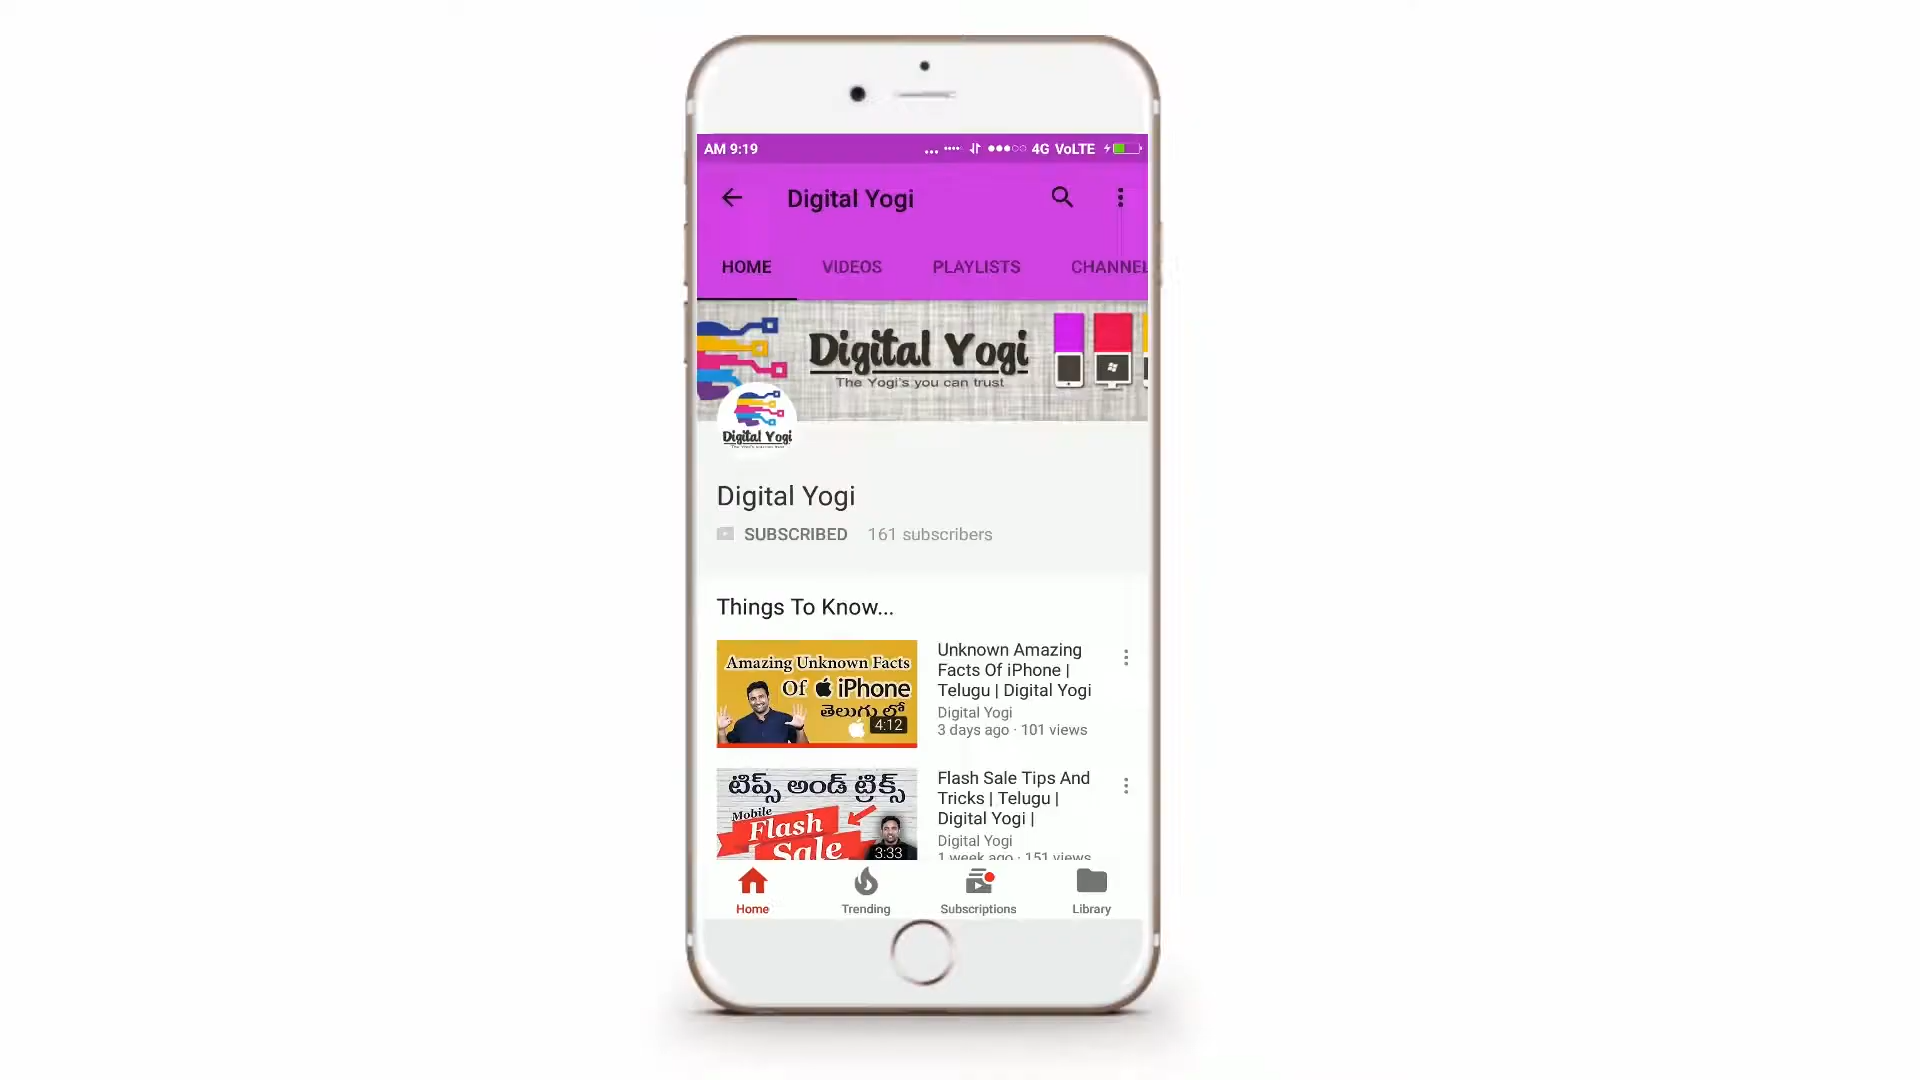 AM 9:19
4G VoLTE
Digital Yogi
HOME VIDEOS PLAYLISTS CHANNEL
Digital Yogi
The Yogi's you can trust
Digital Yogi
Digital Yogi
SUBSCRIBED 161 subscribers
Things To Know...
Amazing Unknown Facts
Of iPhone
తెలుగు లో
4:12
Unknown Amazing
Facts Of iPhone |
Telugu | Digital Yogi
Digital Yogi
3 days ago · 101 views
టిప్స్ అండ్ ట్రిక్స్
Mobile
Flash
Sale
3:33
Flash Sale Tips And
Tricks | Telugu |
Digital Yogi |
Digital Yogi
1 week ago · 151 views
Home Trending Subscriptions Library